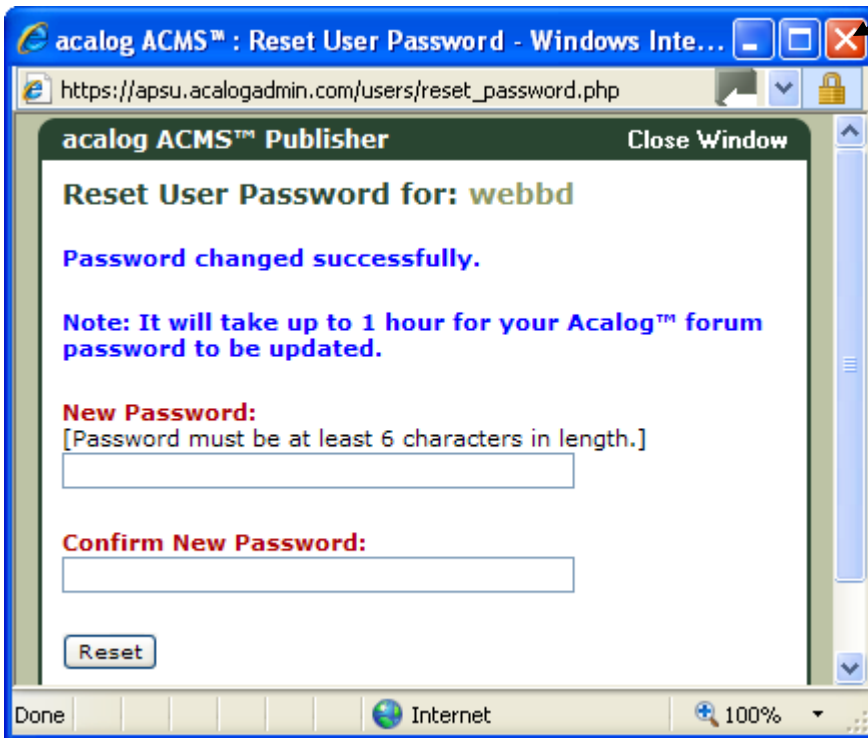 acalog ACMS™ : Reset User Password - Windows Inte...
https://apsu.acalogadmin.com/users/reset_password.php
acalog ACMS™ Publisher Close Window
Reset User Password for: webbd
Password changed successfully.
Note: It will take up to 1 hour for your Acalog™ forum
password to be updated.
New Password:
[Password must be at least 6 characters in length.]
Confirm New Password:
Reset
Done Internet 100%